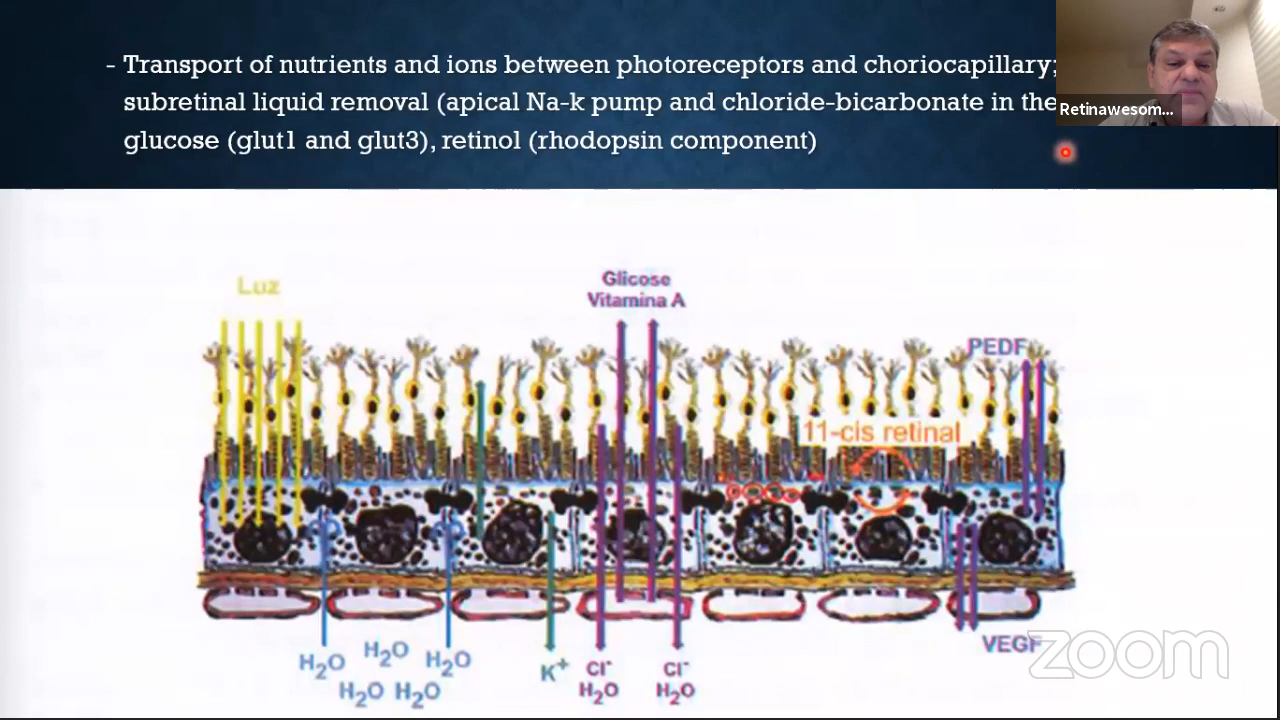 - Transport of nutrients and ions between photoreceptors and choriocapillary;
subretinal liquid removal (apical Na-k pump and chloride-bicarbonate in the
glucose (glut1 and glut3), retinol (rhodopsin component)
Retinawesom...
Luz
Glicose
Vitamina A
PEDF
11-cis retinal
H₂O H₂O H₂O
H₂O H₂O
K⁺
Cl⁻
H₂O
Cl⁻
H₂O
VEGF
zoom